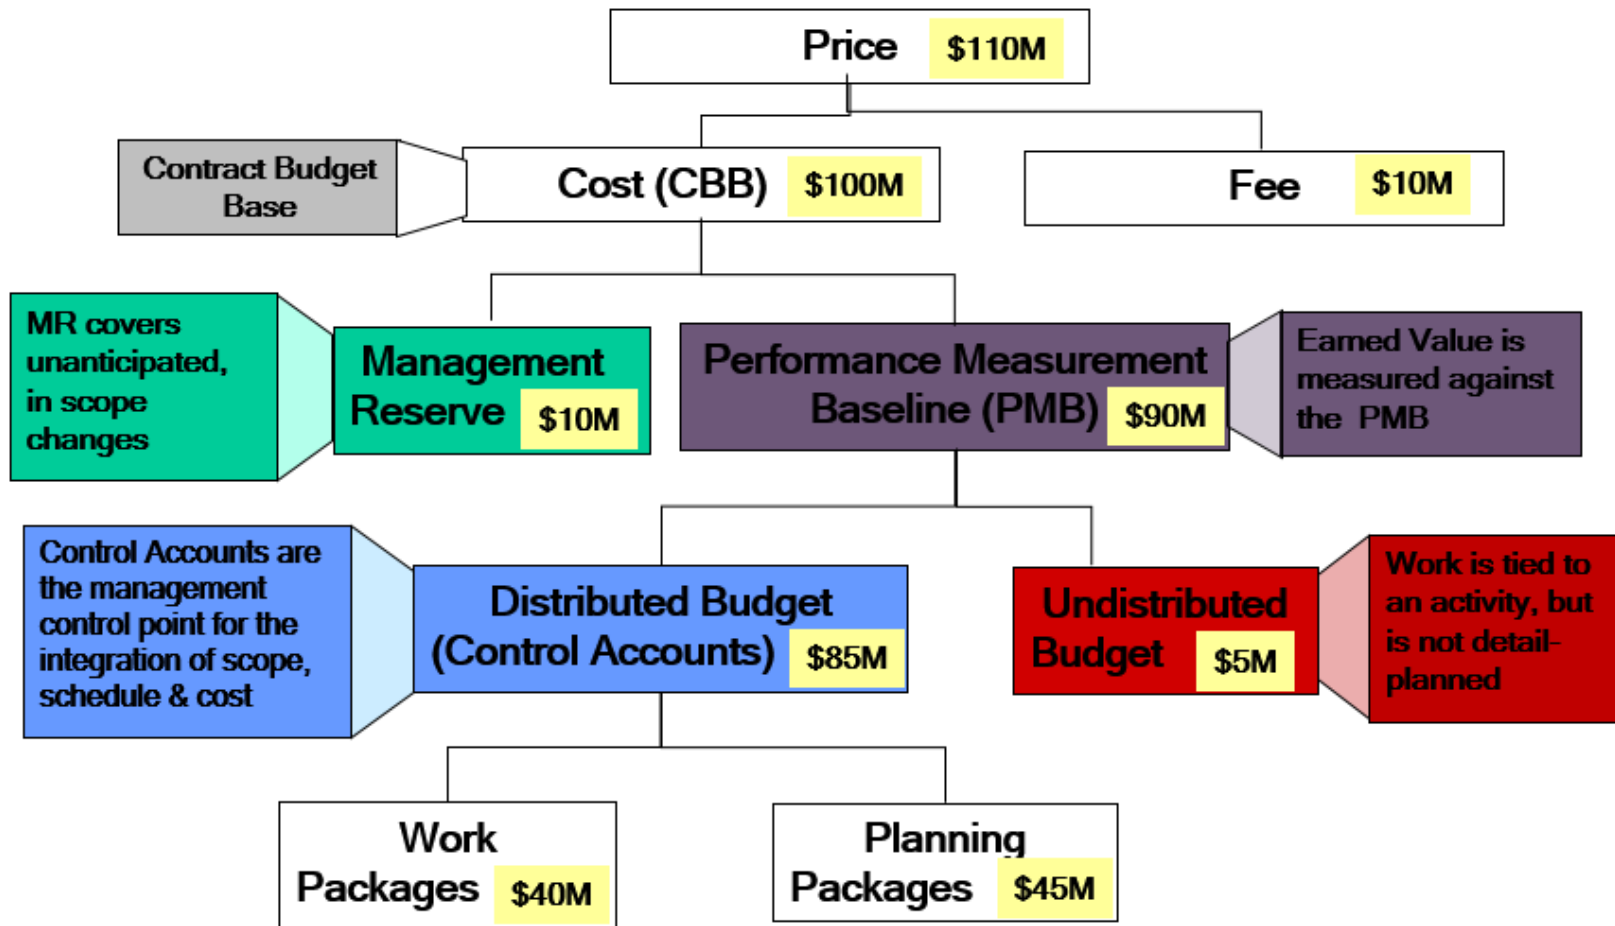 Price $110M
Contract Budget
Base
Cost (CBB) $100M
Fee $10M
MR covers
unanticipated,
in scope
changes
Management
Reserve $10M
Performance Measurement
Baseline (PMB) $90M
Earned Value is
measured against
the PMB
Control Accounts are
the management
control point for the
integration of scope,
schedule & cost
Distributed Budget
(Control Accounts) $85M
Undistributed
Budget $5M
Work is tied to
an activity, but
is not detail-
planned
Work
Packages $40M
Planning
Packages $45M